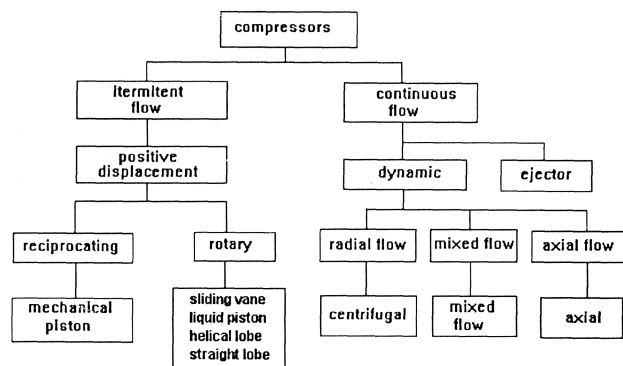 compressors
itermitent
flow
continuous
flow
positive
displacement
dynamic
ejector
reciprocating
rotary
radial flow
mixed flow
axial flow
mechanical
piston
sliding vane
liquid piston
helical lobe
straight lobe
centrifugal
mixed
flow
axial